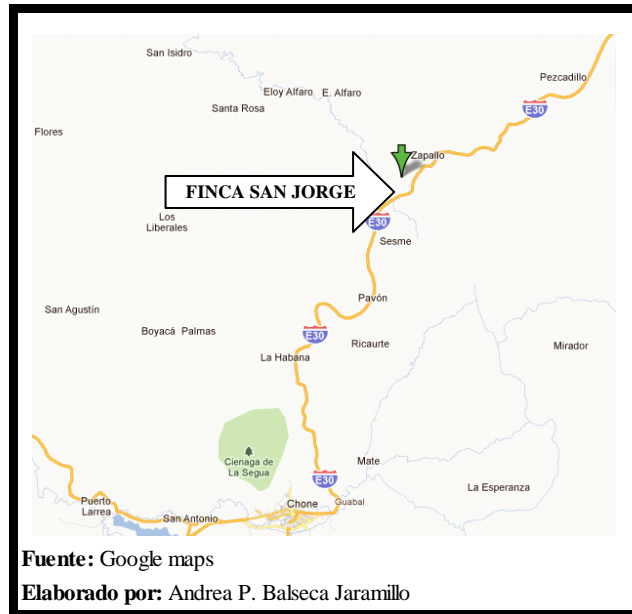 San Isidro
Pezcadillo
Eloy Alfaro E. Alfaro
Santa Rosa
E30
Flores
Zapallo
FINCA SAN JORGE
Los
Liberales
E30
Sesme
Pavón
San Agustín
Boyacá Palmas
E30
Ricaurte
Mirador
La Habana
Cienaga de
La Segua
Mate
E30
La Esperanza
Puerto
Larrea
Chone
Guabal
San Antonio
Fuente: Google maps
Elaborado por: Andrea P. Balseca Jaramillo